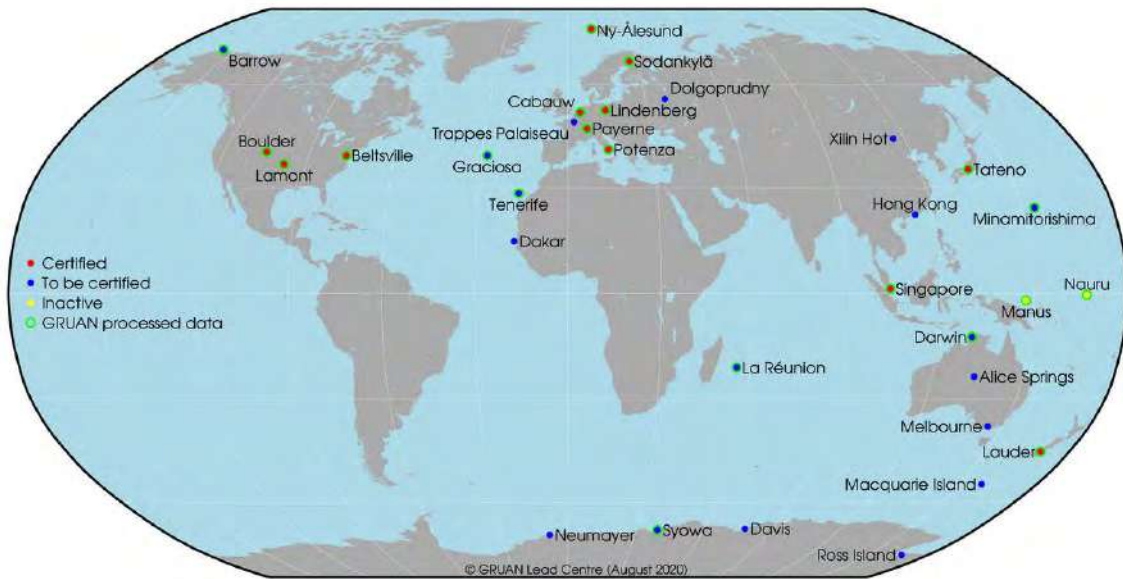 Ny-Ålesund
Barrow
Sodankylä
Dolgoprudny
Cabauw
Lindenberg
Trappes Palaiseau
Payerne
Xilin Hot
Boulder
Beltsville
Potenza
Graciosa
Lamont
Tateno
Tenerife
Hong Kong
Minamitorishima
Dakar
Certified
To be certified
Inactive
GRUAN processed data
Singapore
Nauru
Manus
Darwin
La Réunion
Alice Springs
Melbourne
Lauder
Macquarie Island
Neumayer
Syowa
Davis
Ross Island
© GRUAN Lead Centre (August 2020)